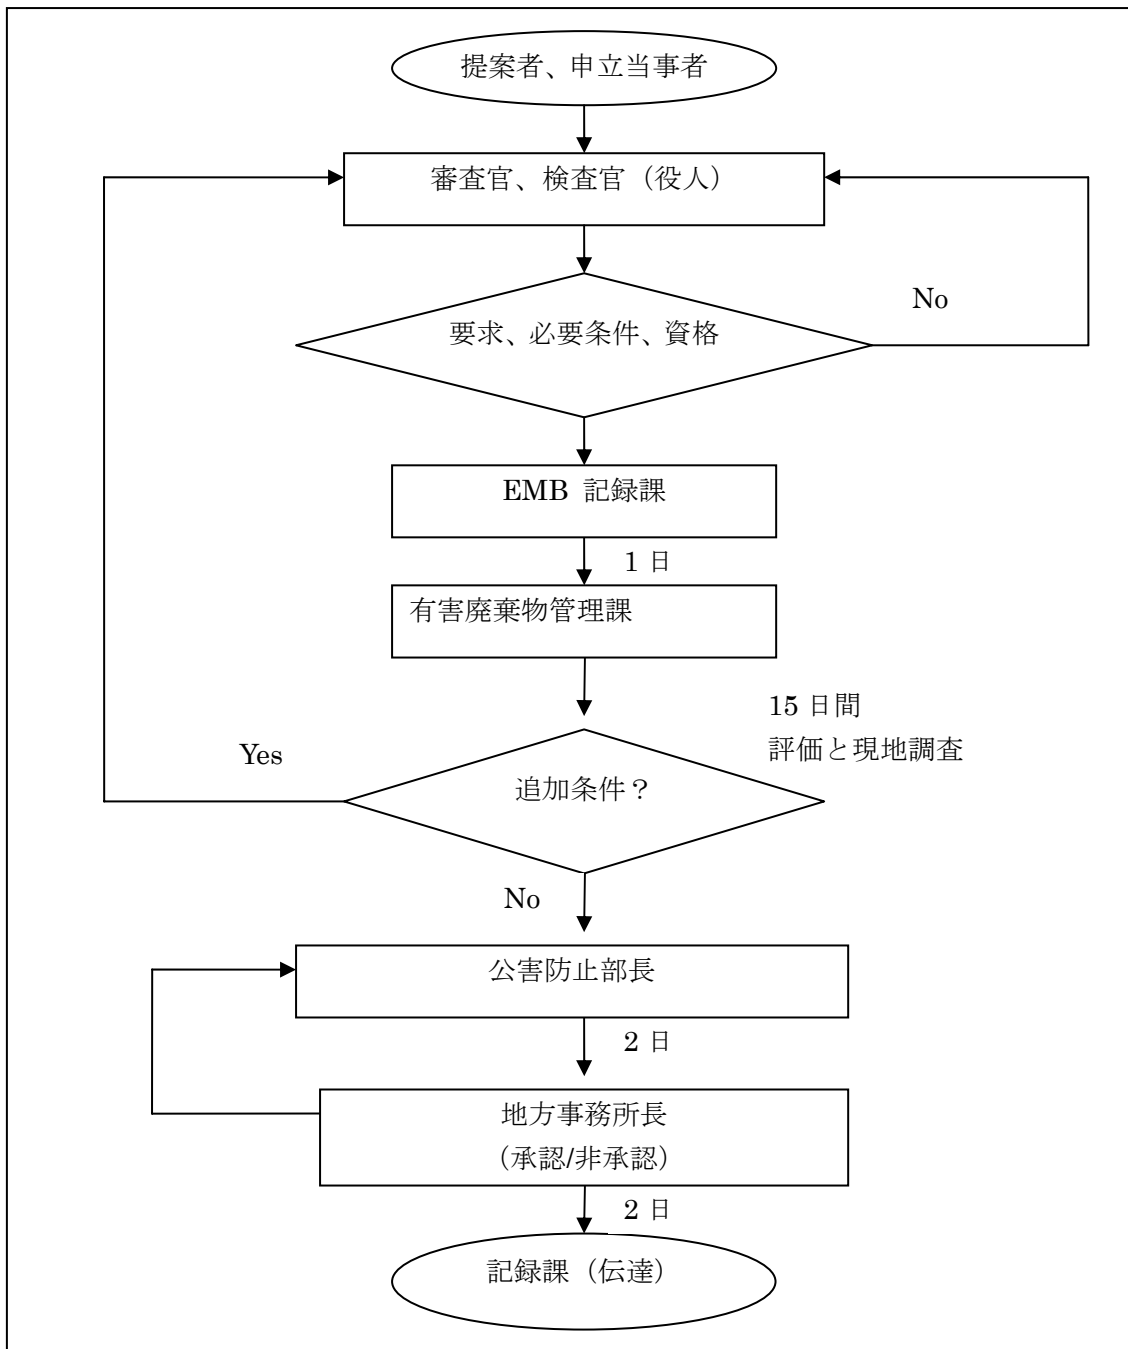 提案者、申立当事者
審査官、検査官（役人）
No
要求、必要条件、資格
EMB 記録課
1 日
有害廃棄物管理課
15 日間
評価と現地調査
Yes
追加条件？
No
公害防止部長
2 日
地方事務所長
（承認/非承認）
2 日
記録課（伝達）